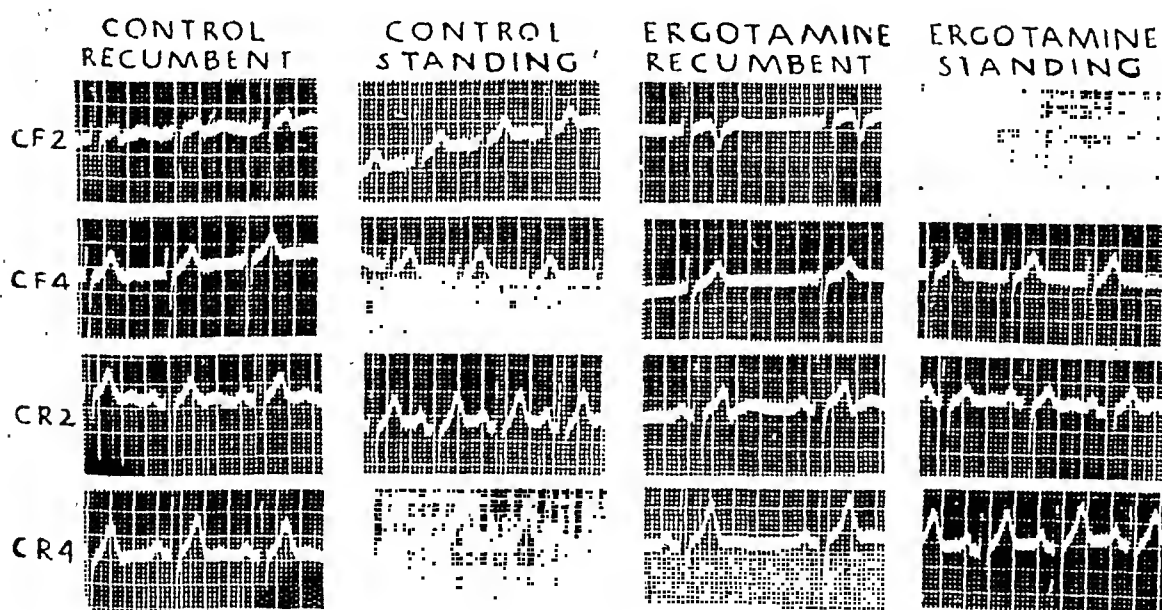 CONTROL
RECUMBENT
CONTROL
STANDING
ERGOTAMINE
RECUMBENT
ERGOTAMINE
STANDING
CF2
CF4
CR2
CR4